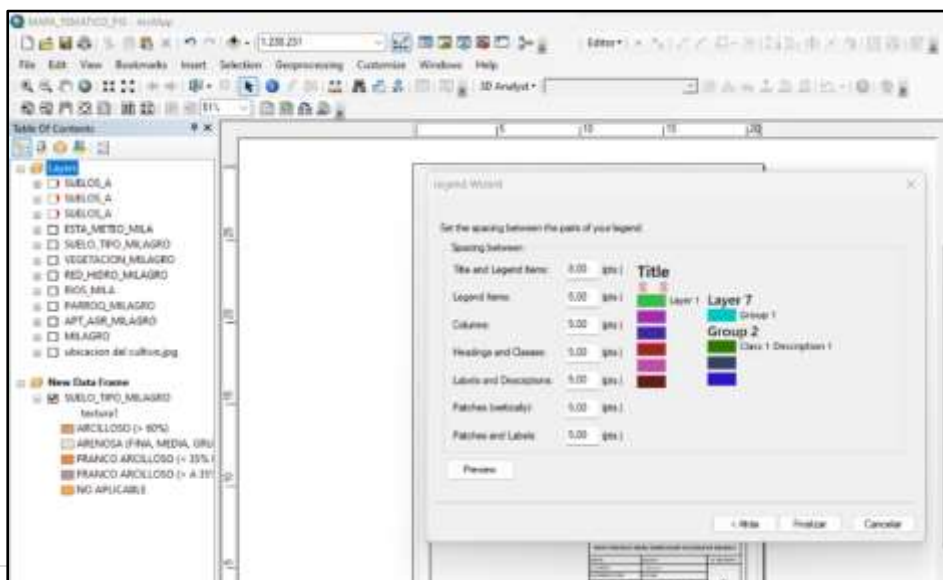 MAPA_TEMATICO_FIG - ArcMap
1:230.231
Editor
File Edit View Bookmarks Insert Selection Geoprocessing Customize Windows Help
3D Analyst
81%
Table Of Contents
Layers
SUELOS_A
SUELOS_A
SUELOS_A
ESTA_METEO_MILA
SUELO_TIPO_MILAGRO
VEGETACION_MILAGRO
RED_HIDRO_MILAGRO
RIOS_MILA
PARROQ_MILAGRO
APT_AGR_MILAGRO
MILAGRO
ubicacion del cultivo.jpg
New Data Frame
SUELO_TIPO_MILAGRO
textura1
ARCILLOSO (> 60%)
ARENOSA (FINA, MEDIA, GRU
FRANCO ARCILLOSO (< 35%
FRANCO ARCILLOSO (> A 35
NO APLICABLE
5 10 15 20
Legend Wizard
Set the spacing between the parts of your legend.
Spacing between:
Title and Legend Items: 8.00 (pts.)
Legend Items: 5.00 (pts.)
Columns: 5.00 (pts.)
Headings and Classes: 5.00 (pts.)
Labels and Descriptions: 5.00 (pts.)
Patches (vertically): 5.00 (pts.)
Patches and Labels: 5.00 (pts.)
Title
Layer 1
Layer 7
Group 1
Group 2
Class 1 Description 1
Preview
< Atrás Finalizar Cancelar